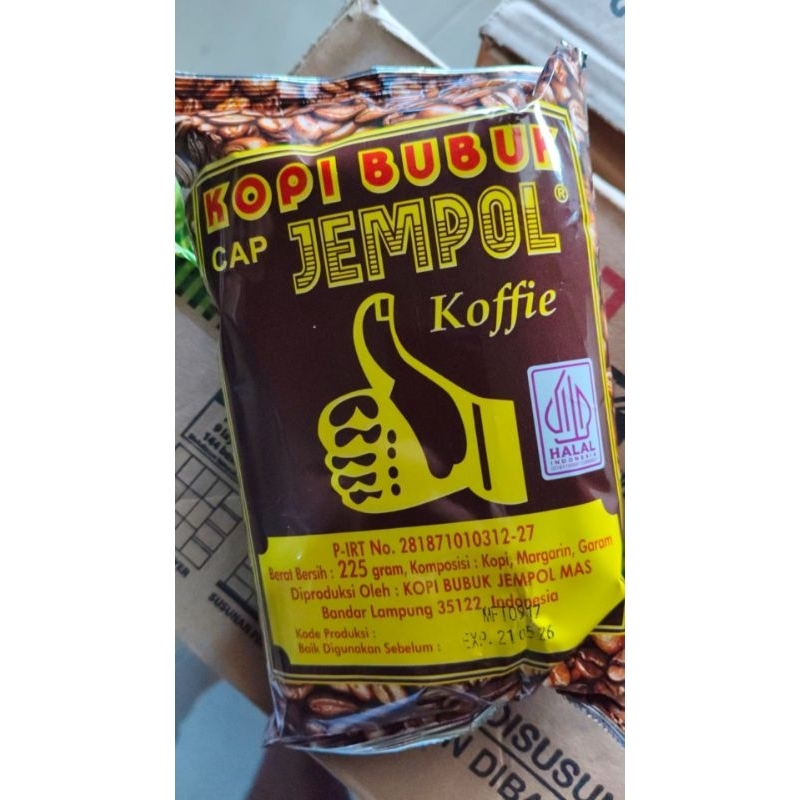 KOPI BUBUK
CAP JEMPOL®
Koffie
HALAL
INDONESIA
P-IRT No. 281871010312-27
Berat Bersih : 225 gram, Komposisi : Kopi, Margarin, Garam
Diproduksi Oleh : KOPI BUBUK JEMPOL MAS
Bandar Lampung 35122, Indonesia
Kode Produksi :
Baik Digunakan Sebelum :
EXP. 21 05 26
SUSUNAN
DISUSUN
DIBA